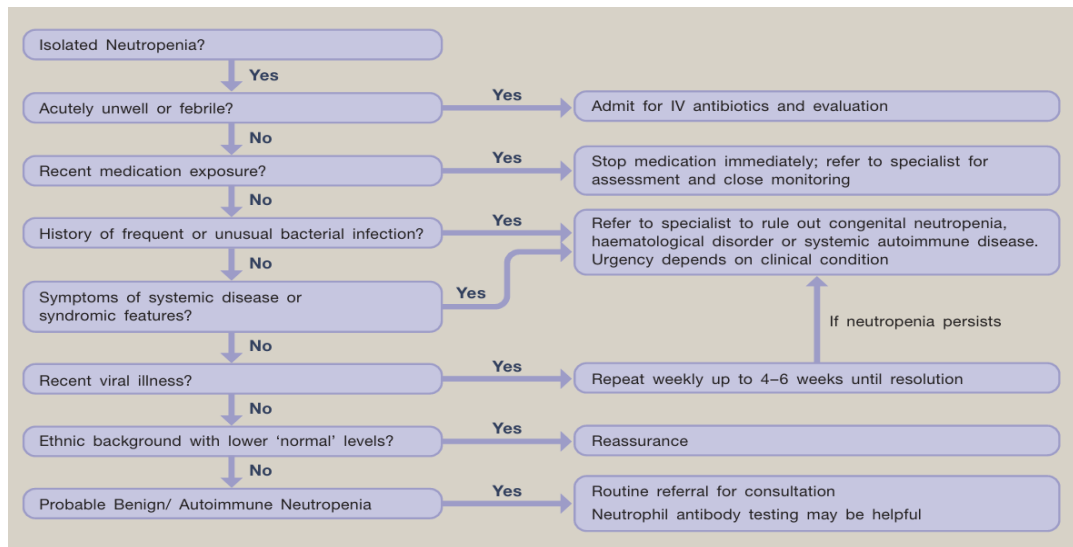 Isolated Neutropenia?
Yes
Acutely unwell or febrile?
Yes
Admit for IV antibiotics and evaluation
No
Recent medication exposure?
Yes
Stop medication immediately; refer to specialist for
assessment and close monitoring
No
History of frequent or unusual bacterial infection?
Yes
Refer to specialist to rule out congenital neutropenia,
haematological disorder or systemic autoimmune disease.
Urgency depends on clinical condition
No
Symptoms of systemic disease or
syndromic features?
Yes
If neutropenia persists
No
Recent viral illness?
Yes
Repeat weekly up to 4–6 weeks until resolution
No
Ethnic background with lower ‘normal’ levels?
Yes
Reassurance
No
Probable Benign/ Autoimmune Neutropenia
Yes
Routine referral for consultation
Neutrophil antibody testing may be helpful